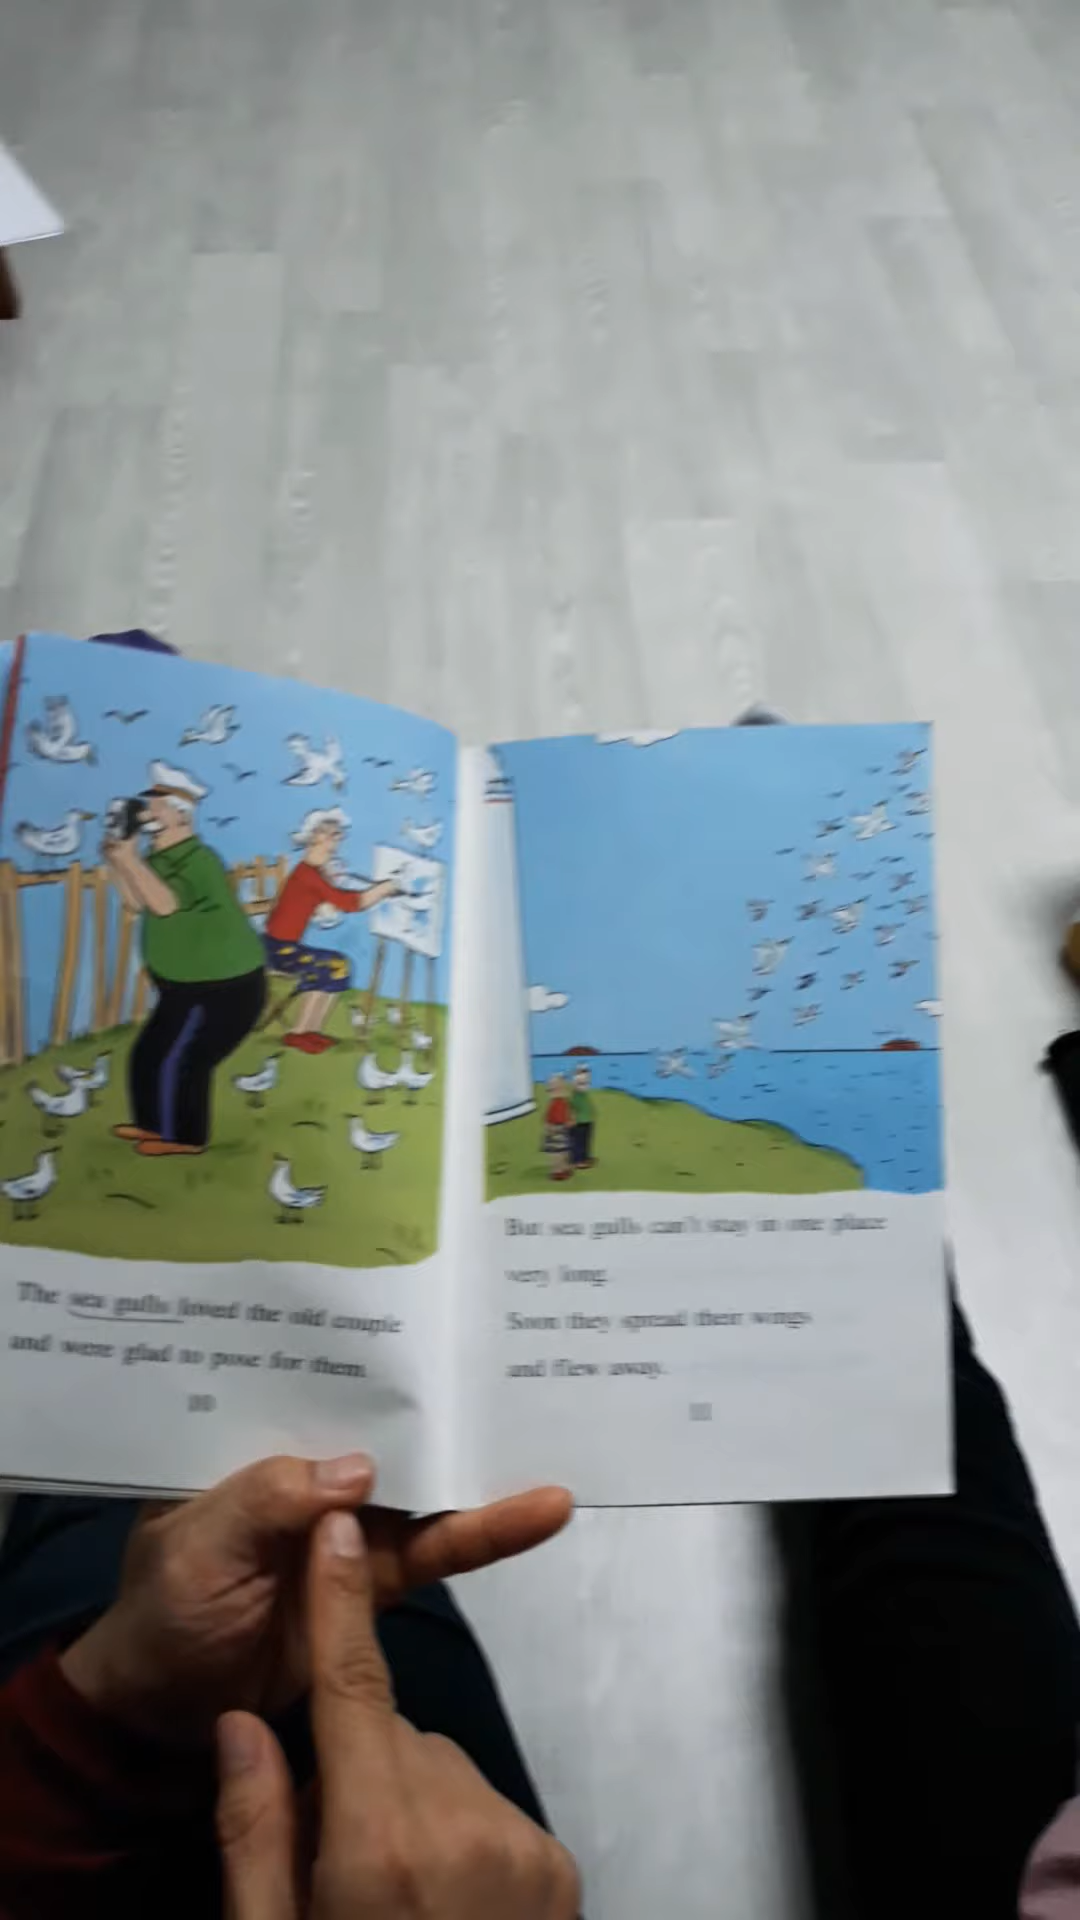 The sea gulls loved the old couple
and were glad to pose for them.
10
But sea gulls can't stay in one place
very long.
Soon they spread their wings
and flew away.
11